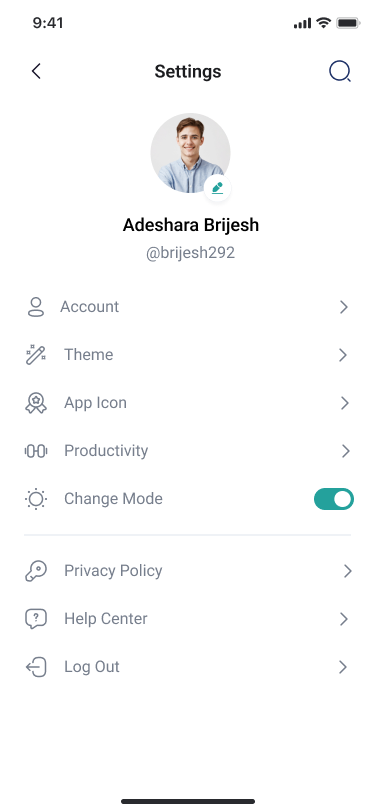 9:41
Settings
Adeshara Brijesh
@brijesh292
Account
Theme
App Icon
Productivity
Change Mode
Privacy Policy
Help Center
Log Out